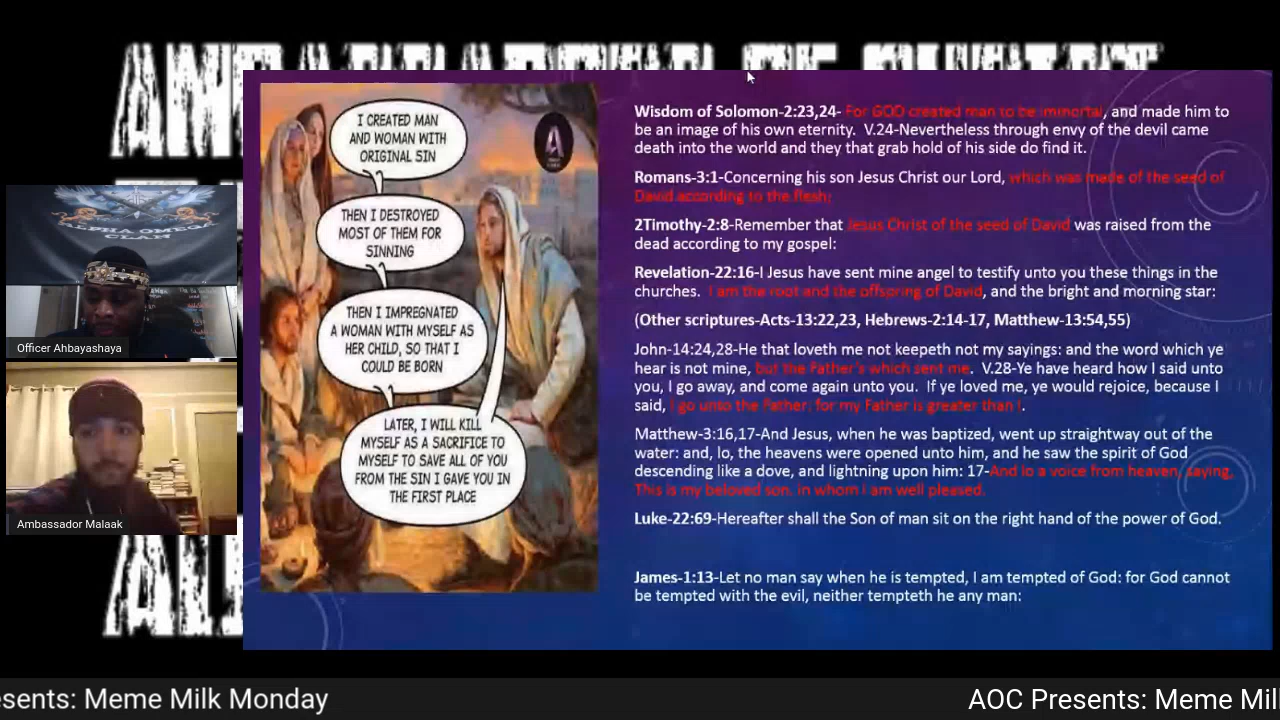 I CREATED MAN
AND WOMAN WITH
ORIGINAL SIN
THEN I DESTROYED
MOST OF THEM FOR
SINNING
THEN I IMPREGNATED
A WOMAN WITH MYSELF AS
HER CHILD, SO THAT I
COULD BE BORN
LATER, I WILL KILL
MYSELF AS A SACRIFICE TO
MYSELF TO SAVE ALL OF YOU
FROM THE SIN I GAVE YOU IN
THE FIRST PLACE
Wisdom of Solomon-2:23,24- For GOD created man to be immortal, and made him to
be an image of his own eternity.  V.24-Nevertheless through envy of the devil came
death into the world and they that grab hold of his side do find it.
Romans-3:1-Concerning his son Jesus Christ our Lord, which was made of the seed of
David according to the flesh;
2Timothy-2:8-Remember that Jesus Christ of the seed of David was raised from the
dead according to my gospel:
Revelation-22:16-I Jesus have sent mine angel to testify unto you these things in the
churches.  I am the root and the offspring of David, and the bright and morning star:
(Other scriptures-Acts-13:22,23, Hebrews-2:14-17, Matthew-13:54,55)
John-14:24,28-He that loveth me not keepeth not my sayings: and the word which ye
hear is not mine, but the Father's which sent me.  V.28-Ye have heard how I said unto
you, I go away, and come again unto you.  If ye loved me, ye would rejoice, because I
said, I go unto the Father: for my Father is greater than I.
Matthew-3:16,17-And Jesus, when he was baptized, went up straightway out of the
water: and, lo, the heavens were opened unto him, and he saw the spirit of God
descending like a dove, and lightning upon him: 17-And lo a voice from heaven, saying,
This is my beloved son, in whom I am well pleased.
Luke-22:69-Hereafter shall the Son of man sit on the right hand of the power of God.
James-1:13-Let no man say when he is tempted, I am tempted of God: for God cannot
be tempted with the evil, neither tempteth he any man:
ALPHA OMEGA
CLAN
Officer Ahbayashaya
Ambassador Malaak
esents: Meme Milk Monday
AOC Presents: Meme Mil